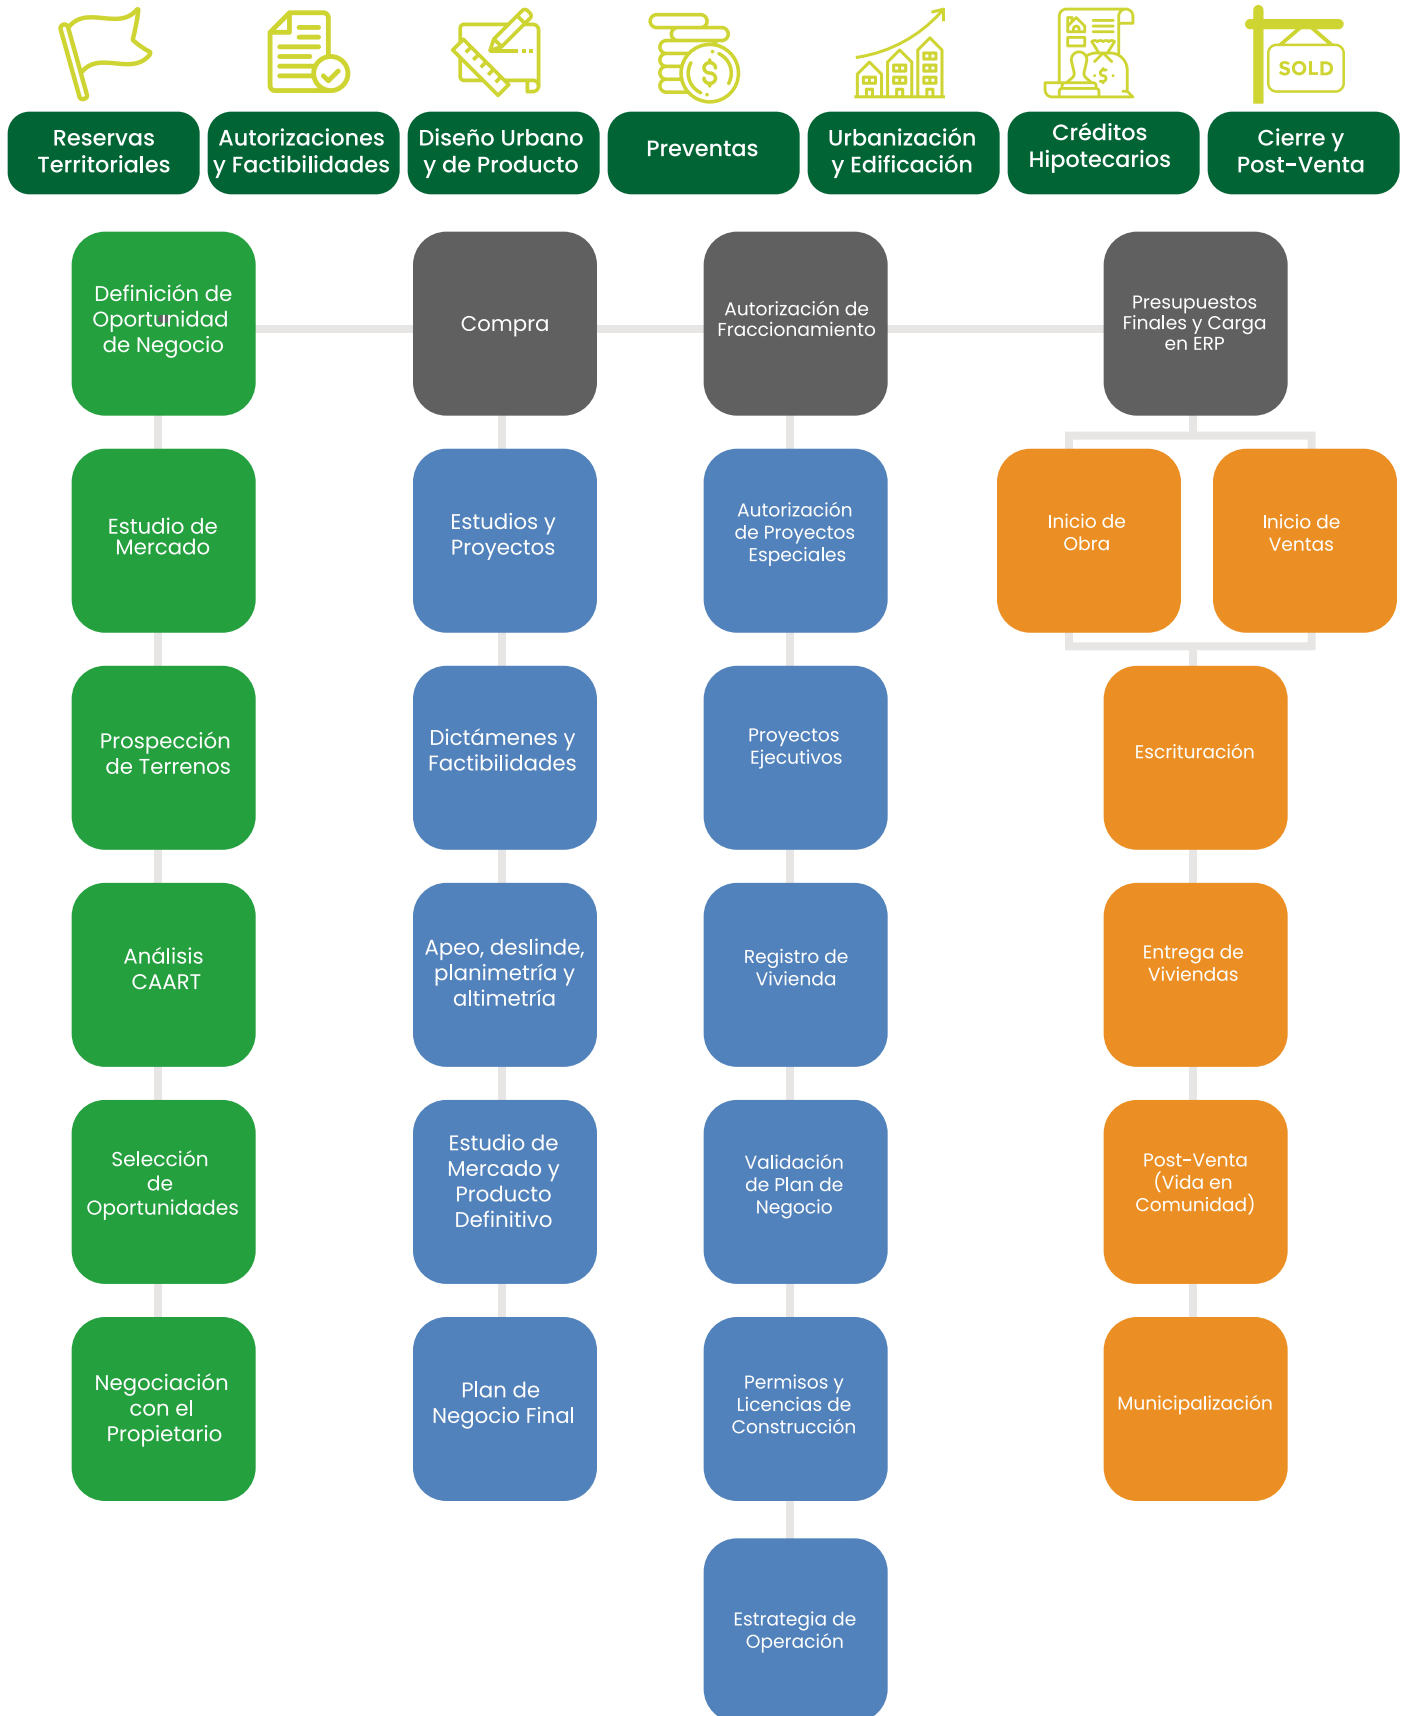 $
$
SOLD
Reservas
Territoriales
Autorizaciones
y Factibilidades
Diseño Urbano
y de Producto
Preventas
Urbanización
y Edificación
Créditos
Hipotecarios
Cierre y
Post-Venta
Definición de
Oportunidad
de Negocio
Compra
Autorización de
Fraccionamiento
Presupuestos
Finales y Carga
en ERP
Estudio de
Mercado
Estudios y
Proyectos
Autorización
de Proyectos
Especiales
Inicio de
Obra
Inicio de
Ventas
Prospección
de Terrenos
Dictámenes y
Factibilidades
Proyectos
Ejecutivos
Escrituración
Análisis
CAART
Apeo, deslinde,
planimetría y
altimetría
Registro de
Vivienda
Entrega de
Viviendas
Selección
de
Oportunidades
Estudio de
Mercado y
Producto
Definitivo
Validación
de Plan de
Negocio
Post-Venta
(Vida en
Comunidad)
Negociación
con el
Propietario
Plan de
Negocio Final
Permisos y
Licencias de
Construcción
Municipalización
Estrategia de
Operación